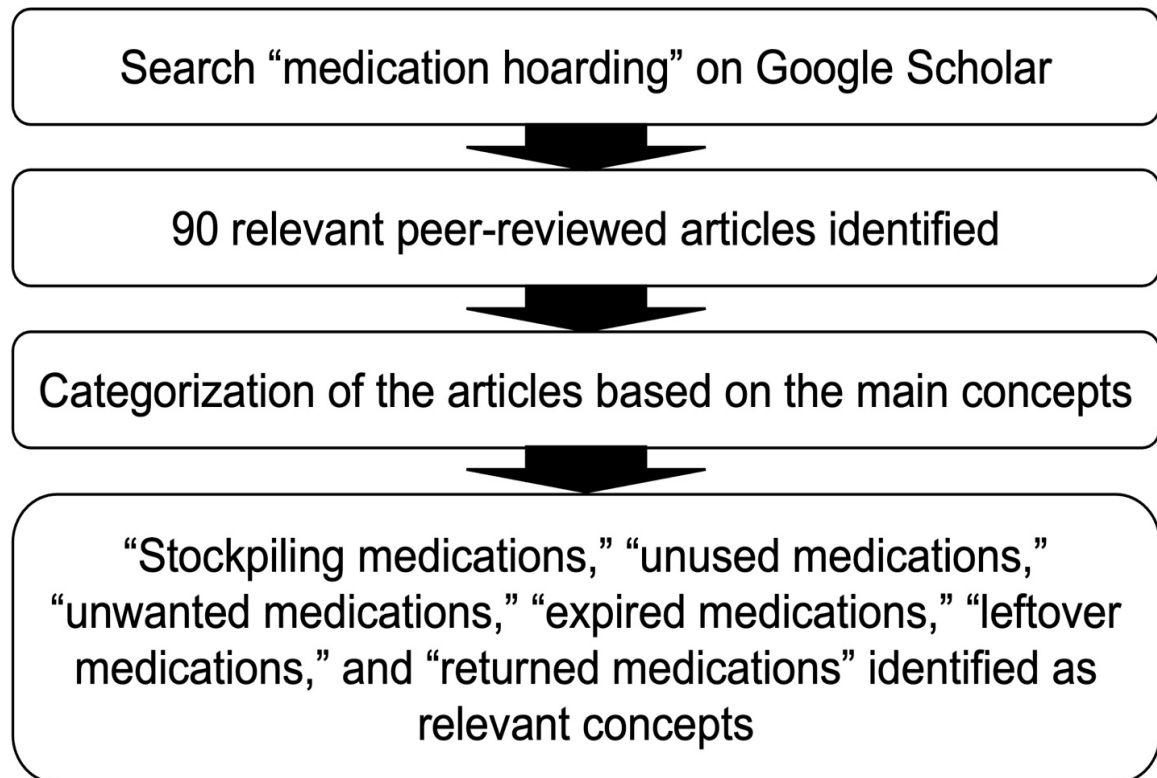 Search “medication hoarding” on Google Scholar
90 relevant peer-reviewed articles identified
Categorization of the articles based on the main concepts
“Stockpiling medications,” “unused medications,”
“unwanted medications,” “expired medications,” “leftover
medications,” and “returned medications” identified as
relevant concepts